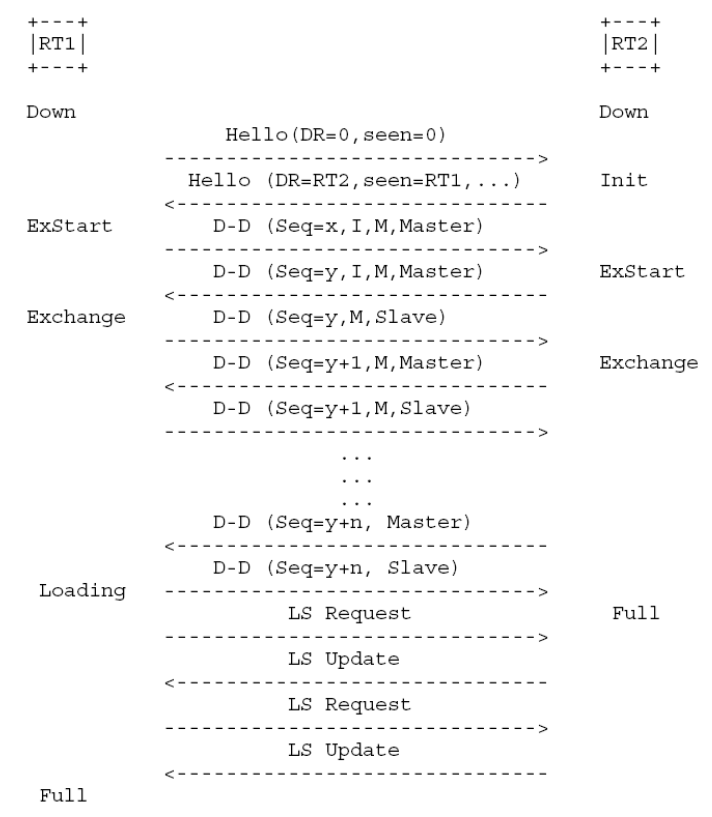 +---+                                          +---+
|RT1|                                          |RT2|
+---+                                          +---+
Down                                           Down
                Hello(DR=0,seen=0)
           ------------------------------>
             Hello (DR=RT2,seen=RT1,...)       Init
           <------------------------------
ExStart        D-D (Seq=x,I,M,Master)
           ------------------------------>
               D-D (Seq=y,I,M,Master)          ExStart
           <------------------------------
Exchange       D-D (Seq=y,M,Slave)
           ------------------------------>
               D-D (Seq=y+1,M,Master)          Exchange
           <------------------------------
               D-D (Seq=y+1,M,Slave)
           ------------------------------>
                         ...
                         ...
                         ...
               D-D (Seq=y+n, Master)
           <------------------------------
               D-D (Seq=y+n, Slave)
 Loading   ------------------------------>
                     LS Request                 Full
           ------------------------------>
                     LS Update
           <------------------------------
                     LS Request
           ------------------------------>
                     LS Update
           <------------------------------
 Full